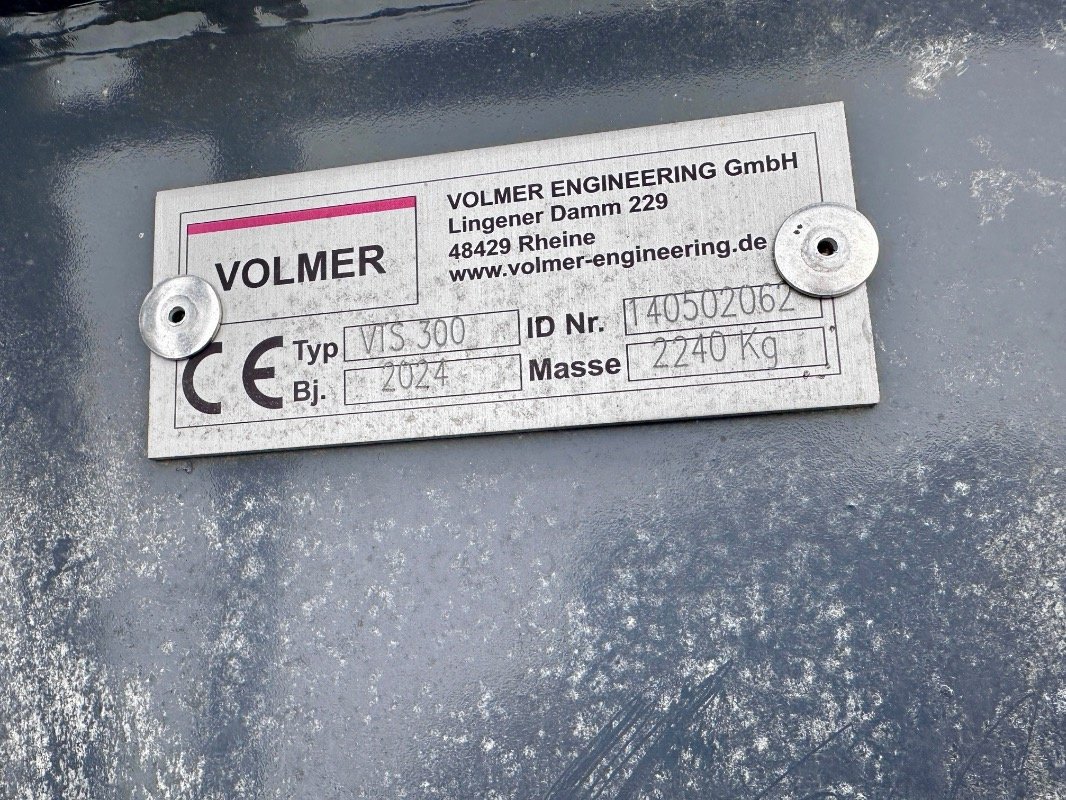 VOLMER
VOLMER ENGINEERING GmbH
Lingener Damm 229
48429 Rheine
www.volmer-engineering.de
CE
Typ VIS 300
ID Nr. 140502062
Bj. 2024
Masse 2240 Kg